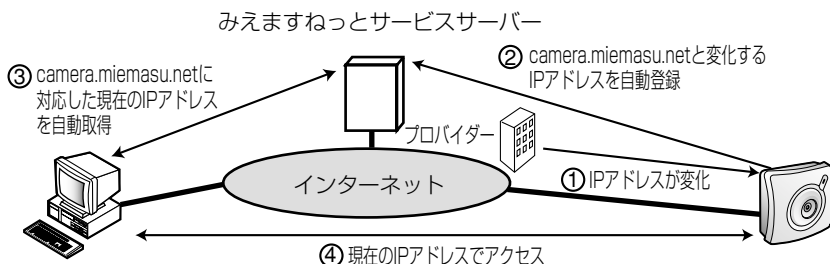 みえますねっとサービスサーバー
③ camera.miemasu.netに
対応した現在のIPアドレス
を自動取得
② camera.miemasu.netと変化する
IPアドレスを自動登録
プロバイダー
インターネット
① IPアドレスが変化
④ 現在のIPアドレスでアクセス